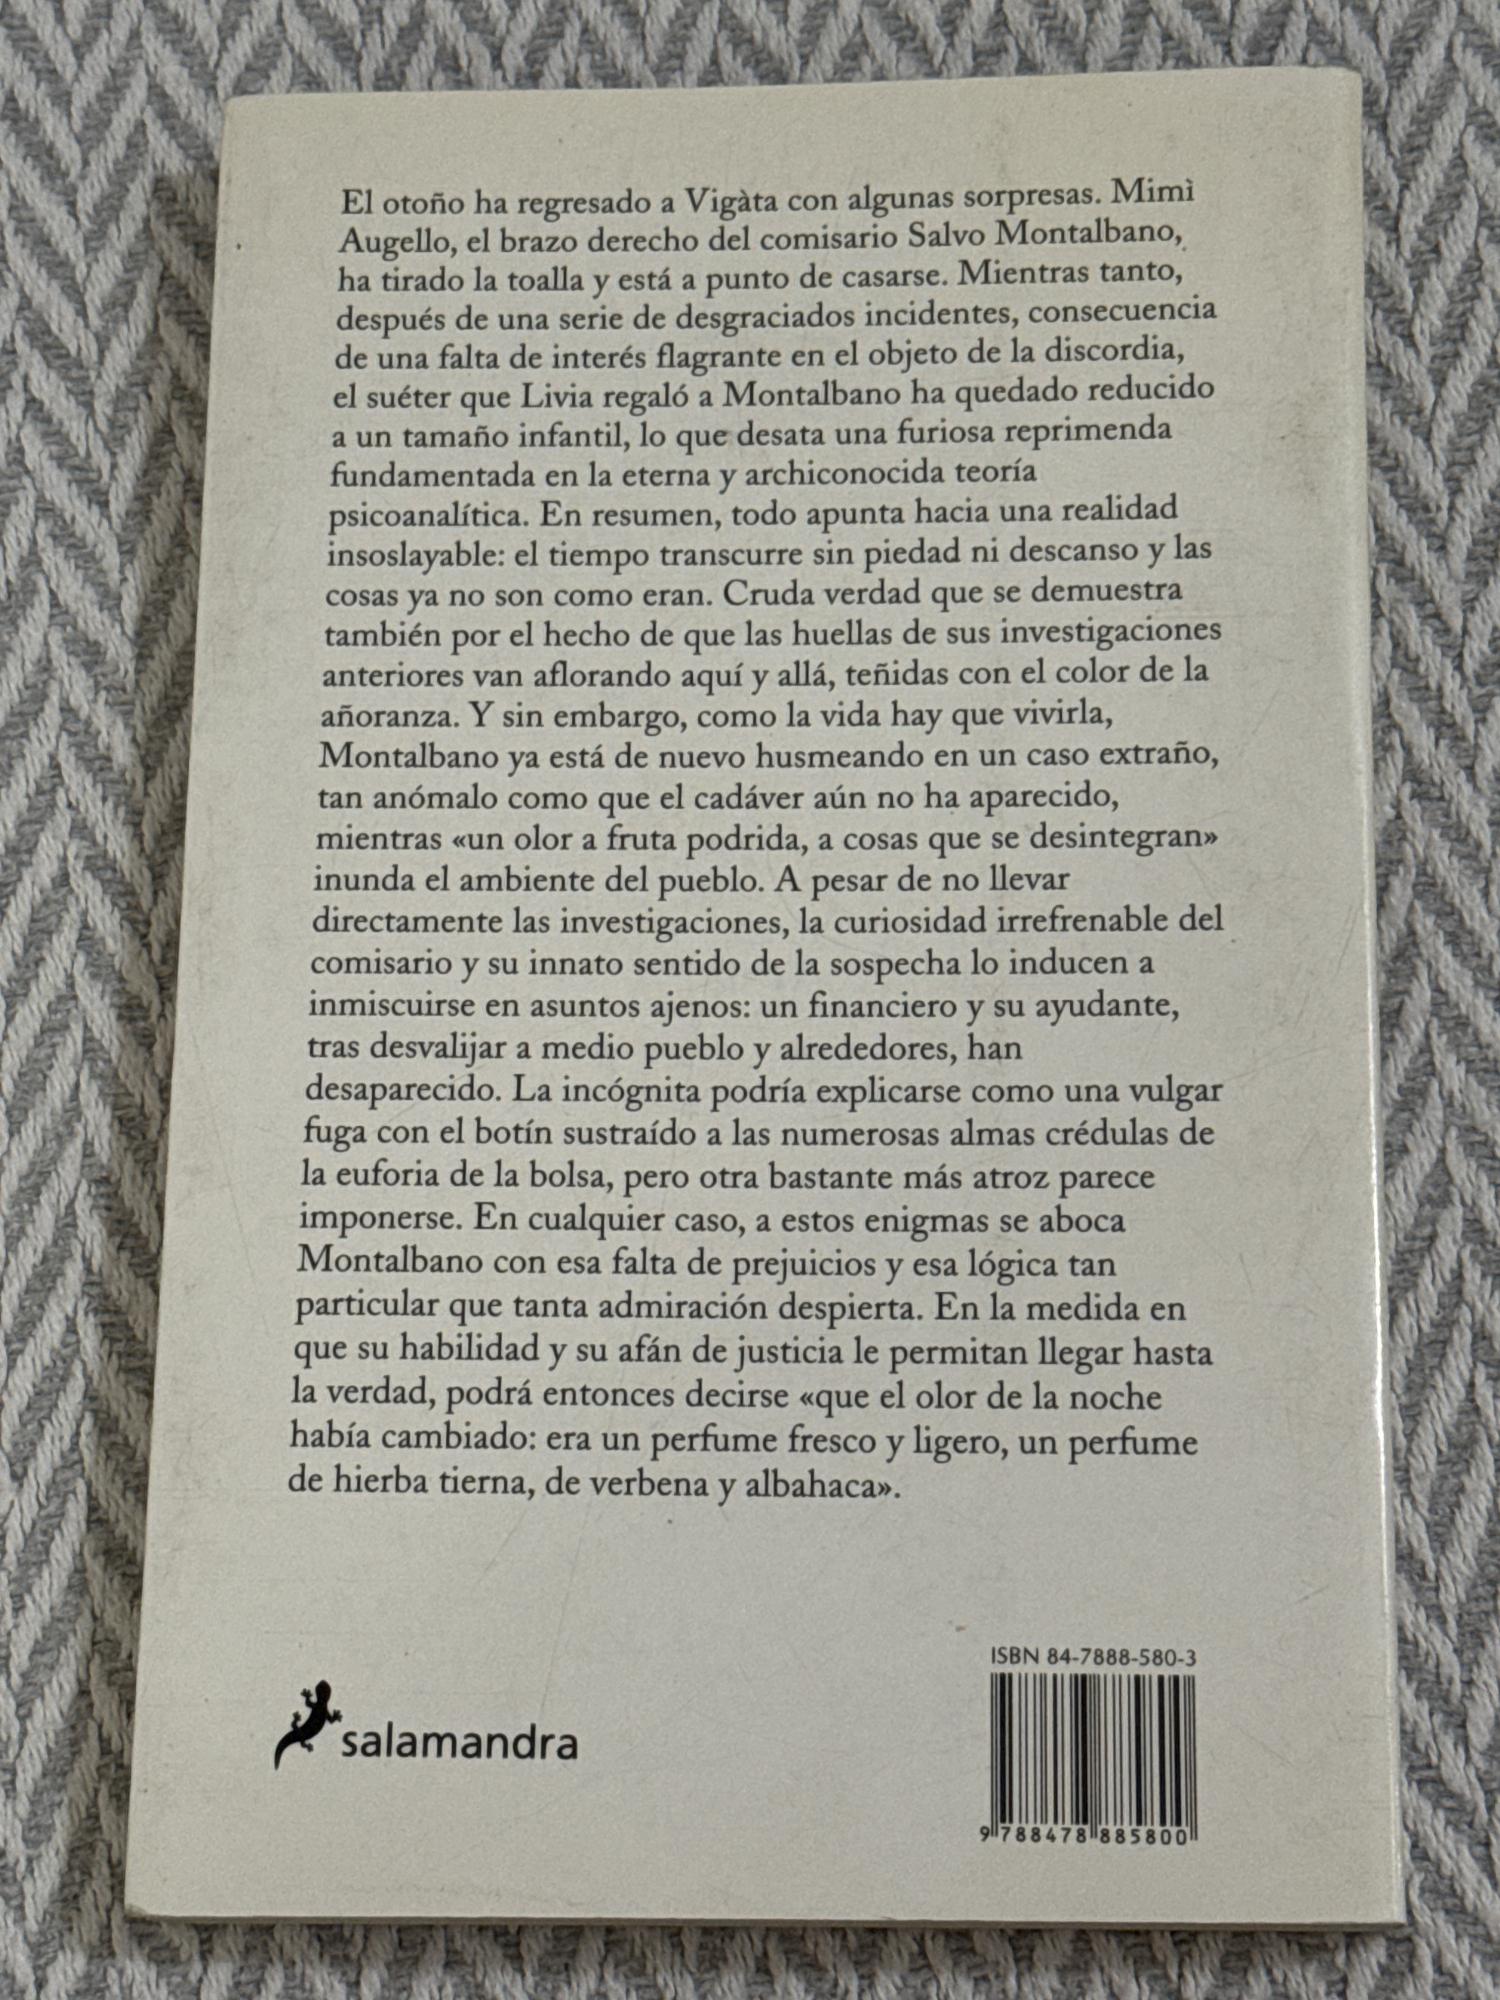 El otoño ha regresado a Vigàta con algunas sorpresas. Mimì
Augello, el brazo derecho del comisario Salvo Montalbano,
ha tirado la toalla y está a punto de casarse. Mientras tanto,
después de una serie de desgraciados incidentes, consecuencia
de una falta de interés flagrante en el objeto de la discordia,
el suéter que Livia regaló a Montalbano ha quedado reducido
a un tamaño infantil, lo que desata una furiosa reprimenda
fundamentada en la eterna y archiconocida teoría
psicoanalítica. En resumen, todo apunta hacia una realidad
insoslayable: el tiempo transcurre sin piedad ni descanso y las
cosas ya no son como eran. Cruda verdad que se demuestra
también por el hecho de que las huellas de sus investigaciones
anteriores van aflorando aquí y allá, teñidas con el color de la
añoranza. Y sin embargo, como la vida hay que vivirla,
Montalbano ya está de nuevo husmeando en un caso extraño,
tan anómalo como que el cadáver aún no ha aparecido,
mientras «un olor a fruta podrida, a cosas que se desintegran»
inunda el ambiente del pueblo. A pesar de no llevar
directamente las investigaciones, la curiosidad irrefrenable del
comisario y su innato sentido de la sospecha lo inducen a
inmiscuirse en asuntos ajenos: un financiero y su ayudante,
tras desvalijar a medio pueblo y alrededores, han
desaparecido. La incógnita podría explicarse como una vulgar
fuga con el botín sustraído a las numerosas almas crédulas de
la euforia de la bolsa, pero otra bastante más atroz parece
imponerse. En cualquier caso, a estos enigmas se aboca
Montalbano con esa falta de prejuicios y esa lógica tan
particular que tanta admiración despierta. En la medida en
que su habilidad y su afán de justicia le permitan llegar hasta
la verdad, podrá entonces decirse «que el olor de la noche
había cambiado: era un perfume fresco y ligero, un perfume
de hierba tierna, de verbena y albahaca».
ISBN 84-7888-580-3
salamandra
9 788478 885800